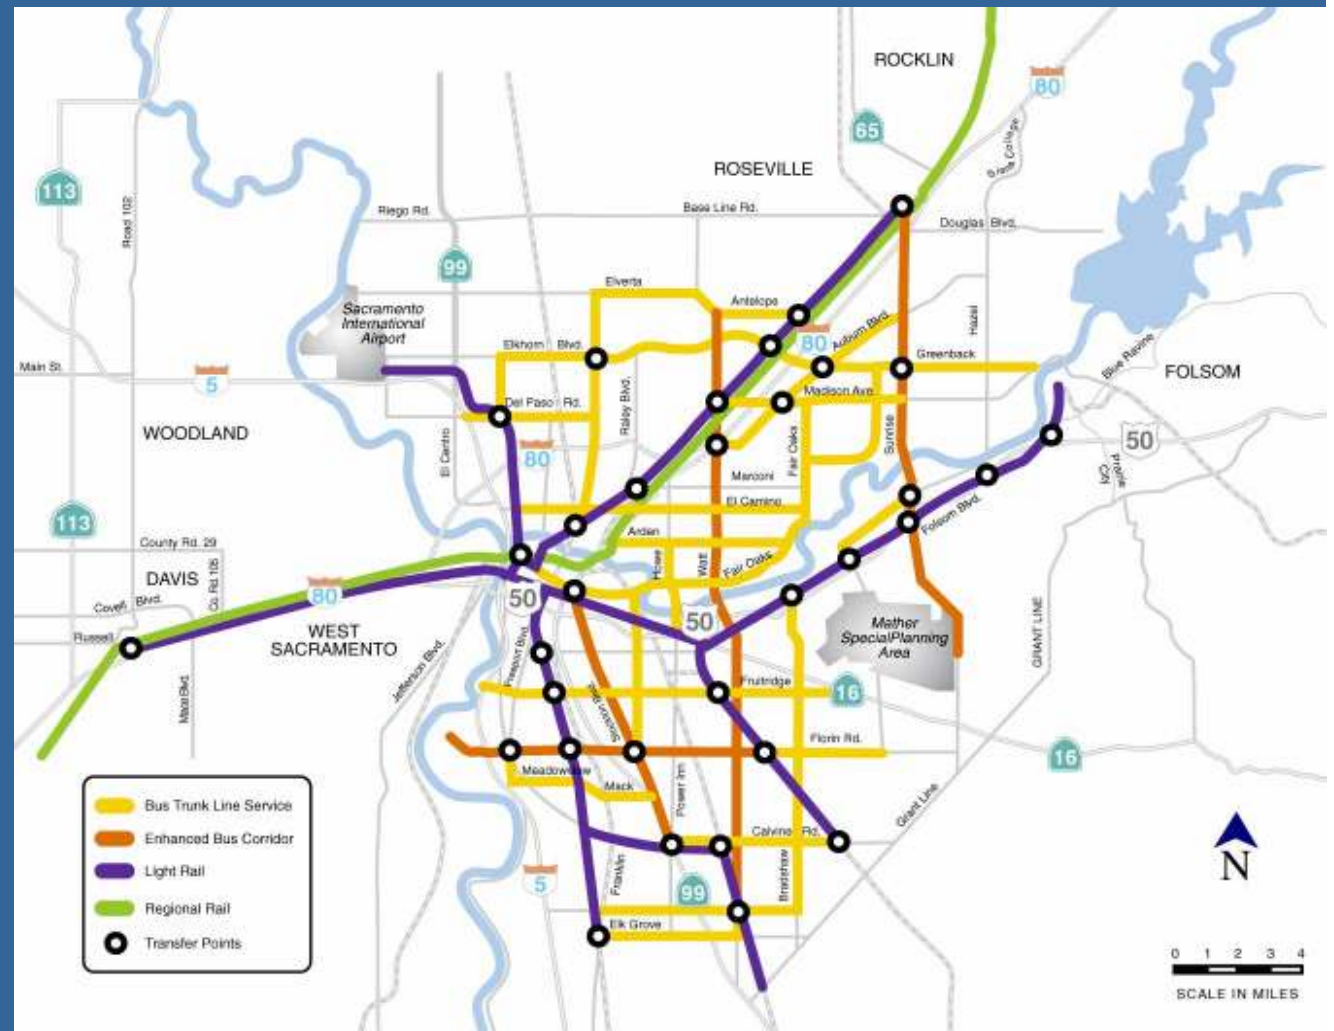 ROCKLIN
80
65
Sierra College
ROSEVILLE
113
Road 102
Riego Rd.
Base Line Rd.
Douglas Blvd.
99
Elverta
Antelope
Sacramento
International
Airport
Hazel
80
Auburn Blvd.
Elkhorn Blvd.
Greenback
Blue Ravine
Main St.
5
FOLSOM
Madison Ave.
Raley Blvd.
Del Paso Rd.
WOODLAND
El Centro
80
Fair Oaks
Sunrise
50
Marconi
El Camino
113
Folsom Blvd.
Arden
County Rd. 29
Howe
Watt
Fair Oaks
DAVIS
Co. Rd 105
80
50
Covell Blvd.
50
Mather
SpecialPlanning
Area
GRANT LINE
Russell
WEST
SACRAMENTO
Jefferson Blvd.
Freeport Blvd.
Mace Blvd.
Fruitridge
16
Stockton Blvd.
Florin Rd.
16
Meadowview
Mack
Power Inn
Grant Line
Calvine Rd.
Bus Trunk Line Service
Enhanced Bus Corridor
Light Rail
Regional Rail
Transfer Points
5
Franklin
99
Bradshaw
Elk Grove
N
0 1 2 3 4
SCALE IN MILES